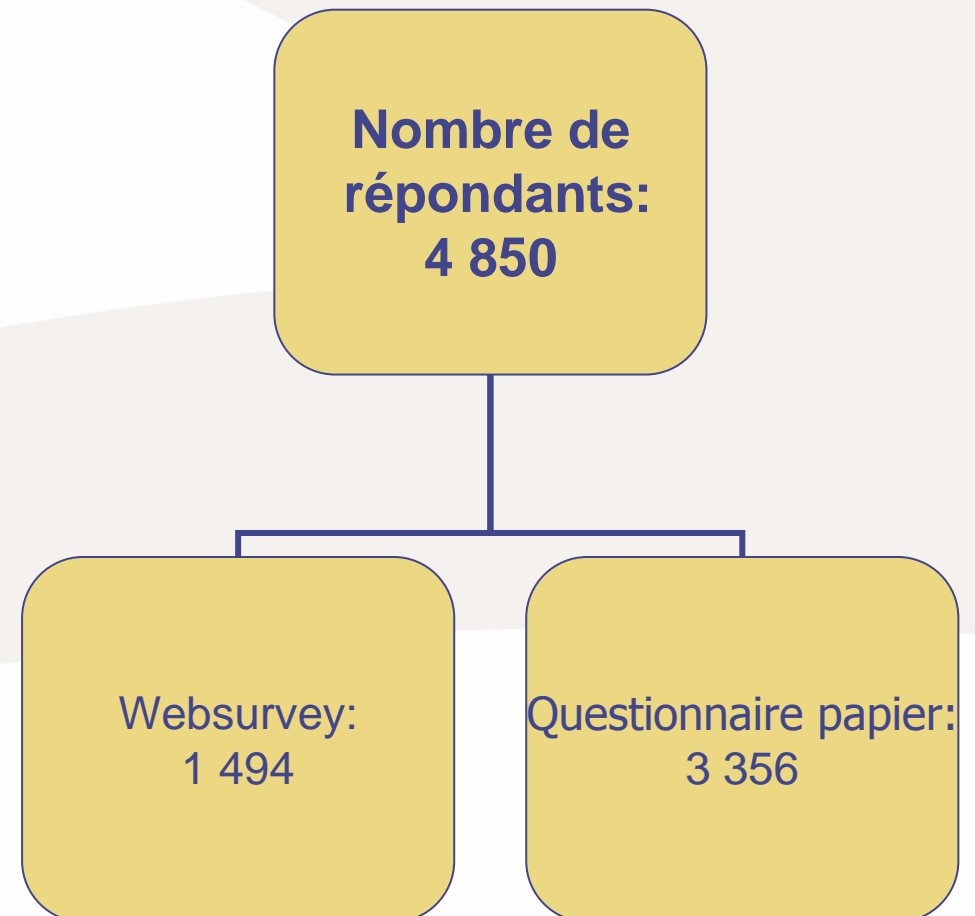 Nombre de
répondants:
4 850
Websurvey:
1 494
Questionnaire papier:
3 356